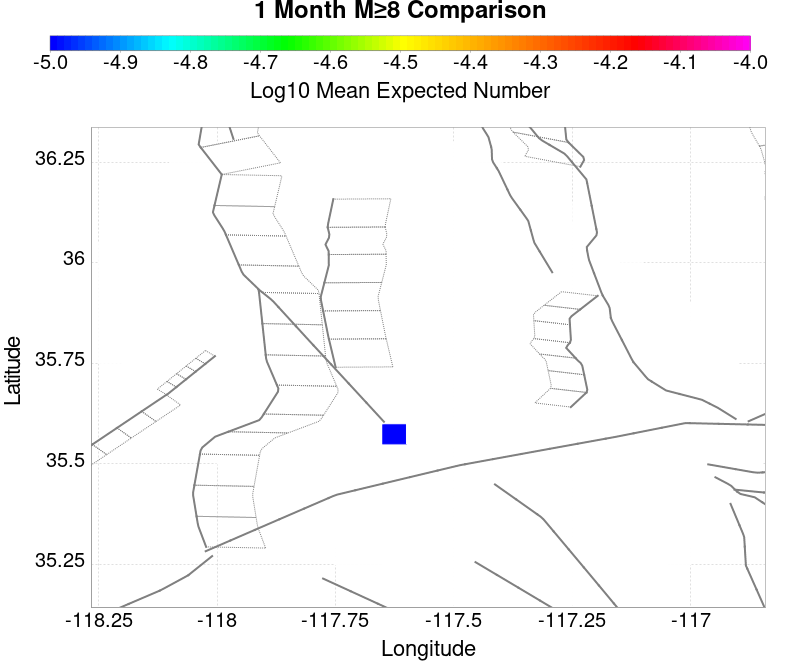 1 Month M≥8 Comparison
-5.0 -4.9 -4.8 -4.7 -4.6 -4.5 -4.4 -4.3 -4.2 -4.1 -4.0
Log10 Mean Expected Number
36.25
36
35.75
35.5
35.25
Latitude
-118.25 -118 -117.75 -117.5 -117.25 -117
Longitude